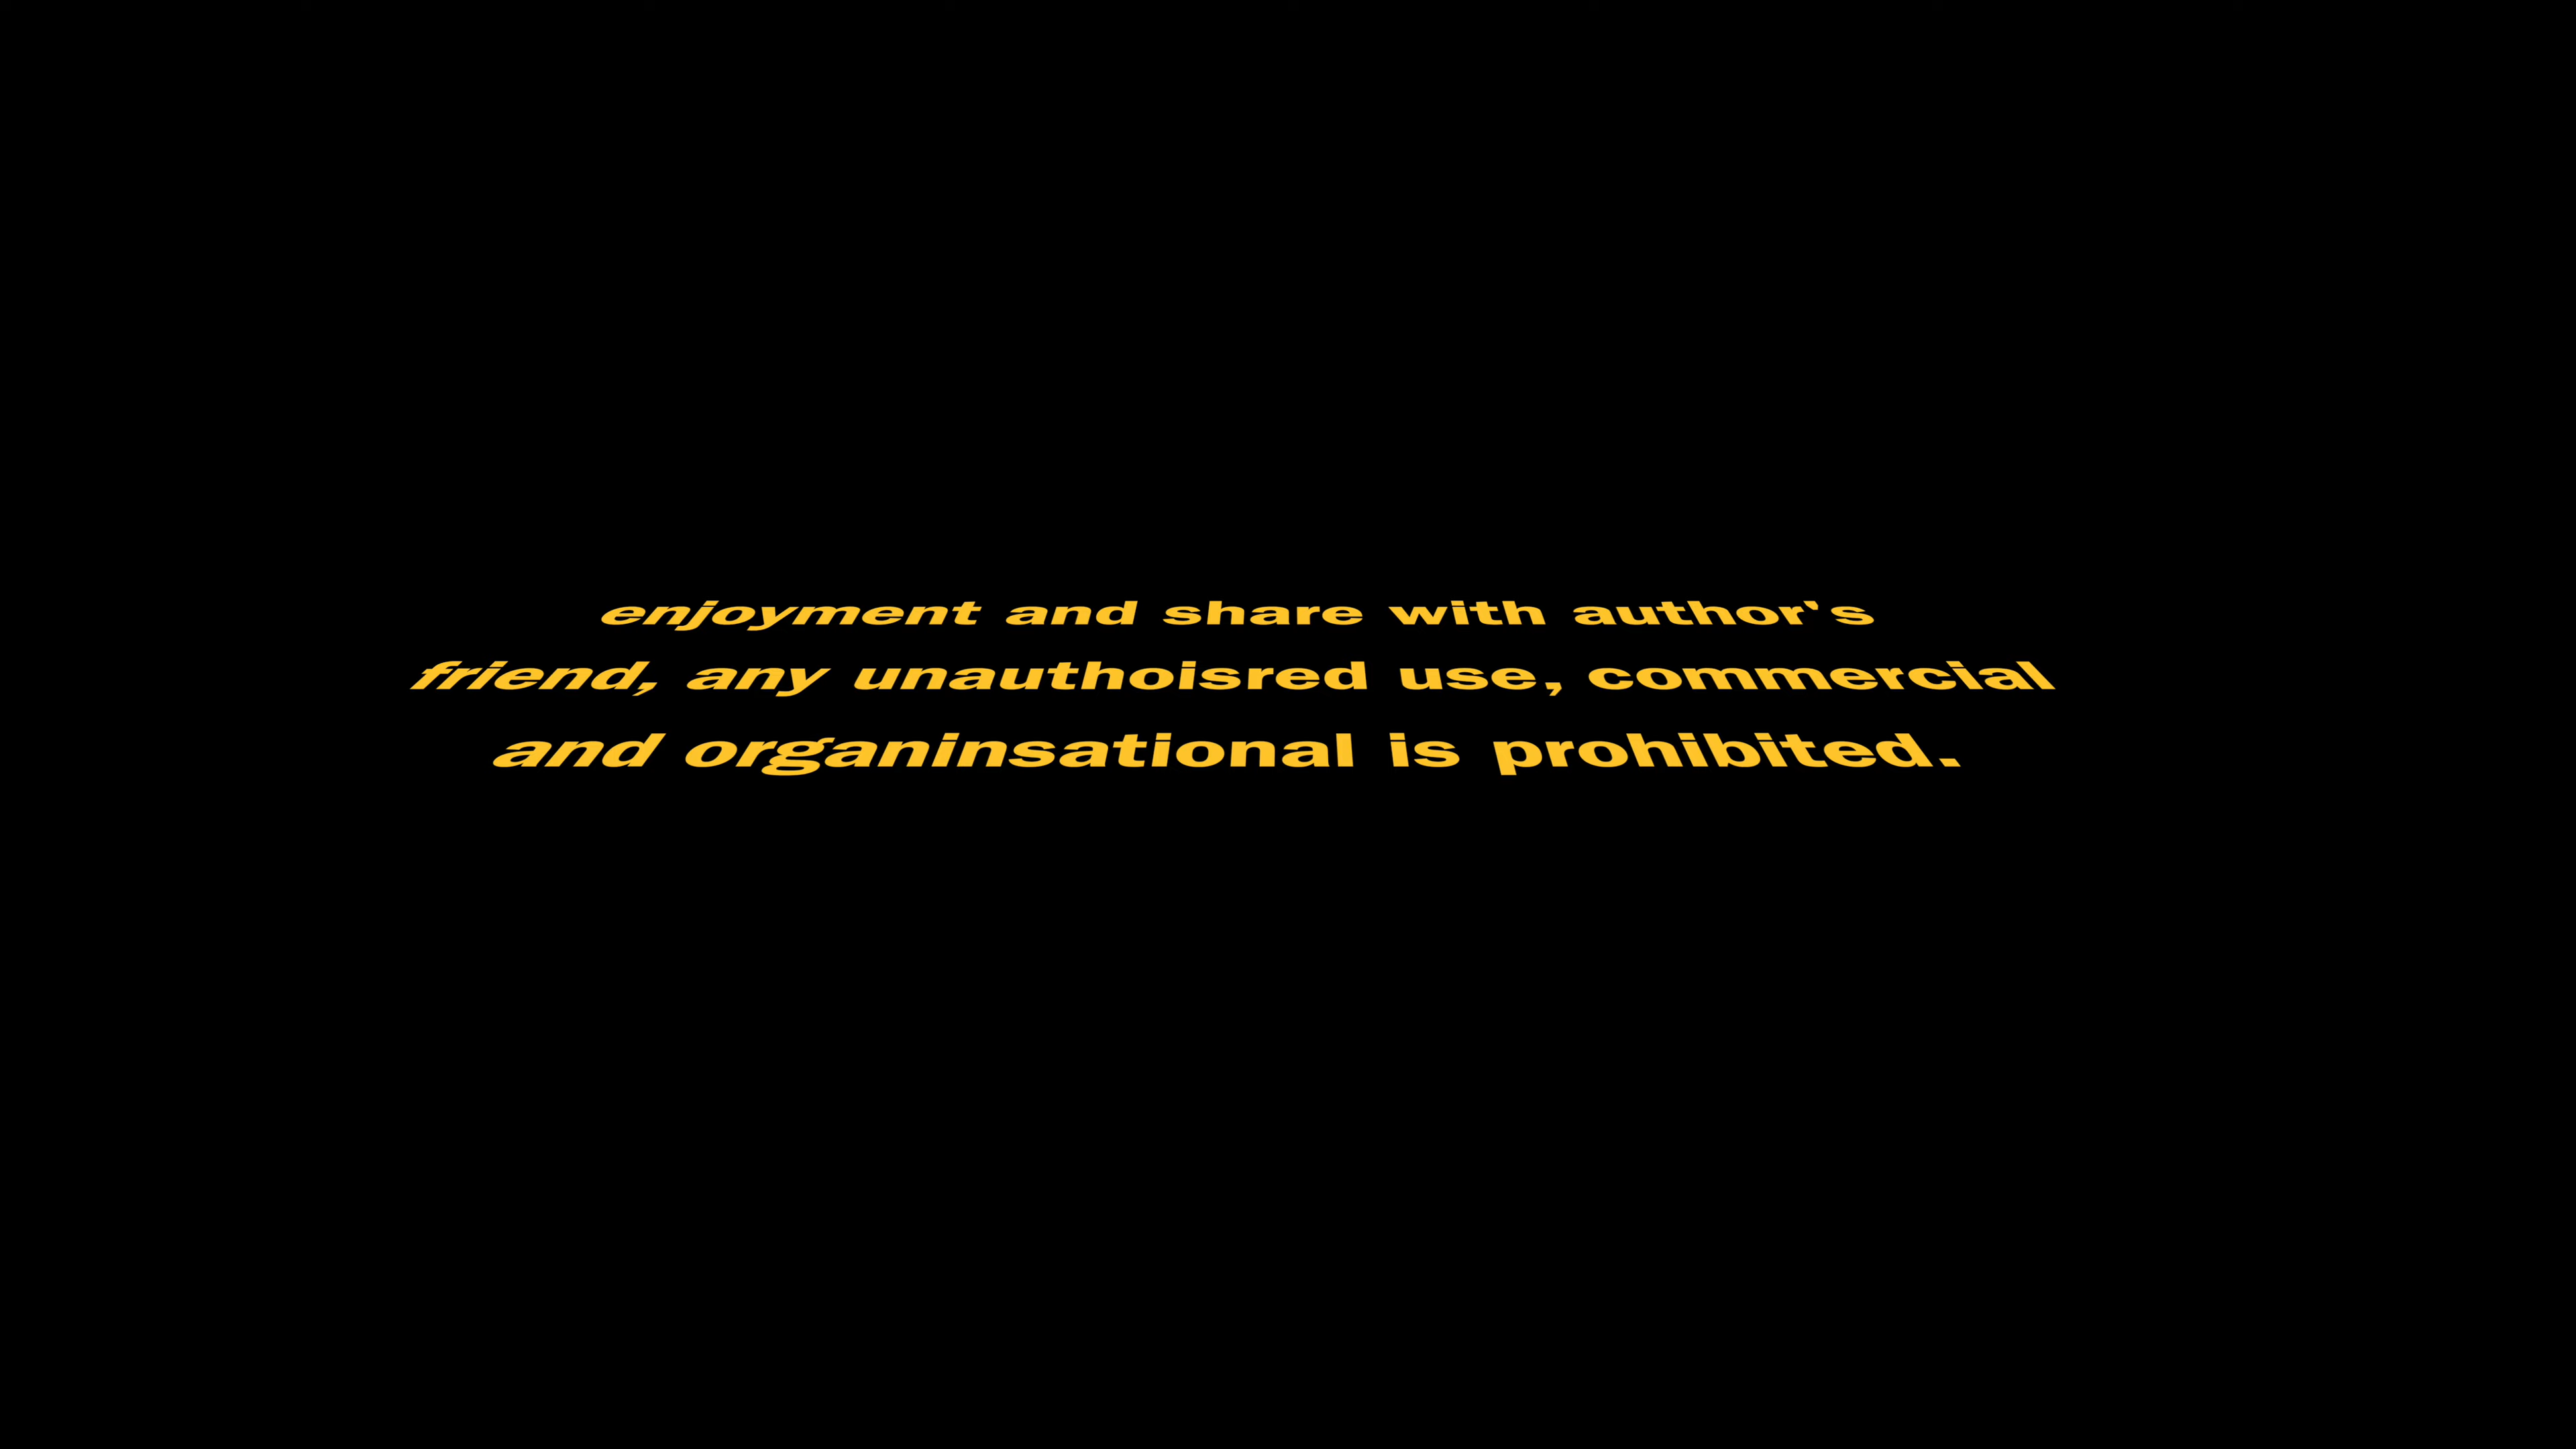 enjoyment and share with author's
friend, any unauthoisred use, commercial
and organinsational is prohibited.